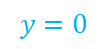 y = 0